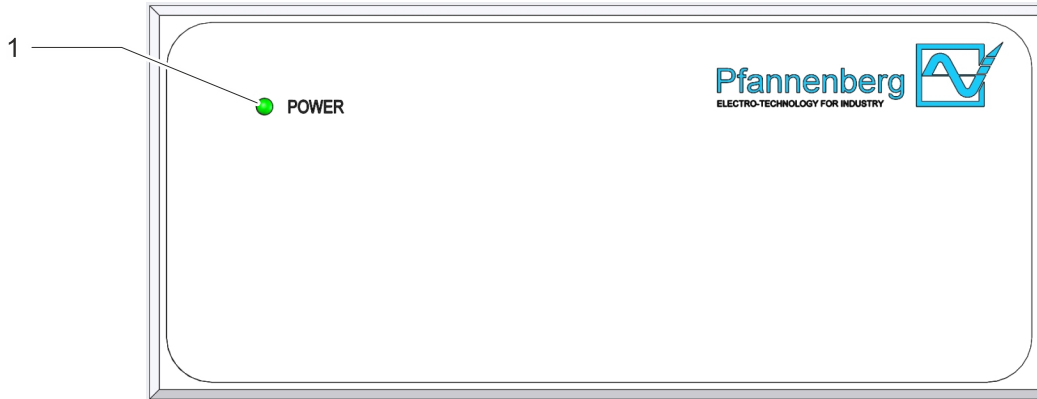 1
POWER
Pfannenberg
ELECTRO-TECHNOLOGY FOR INDUSTRY